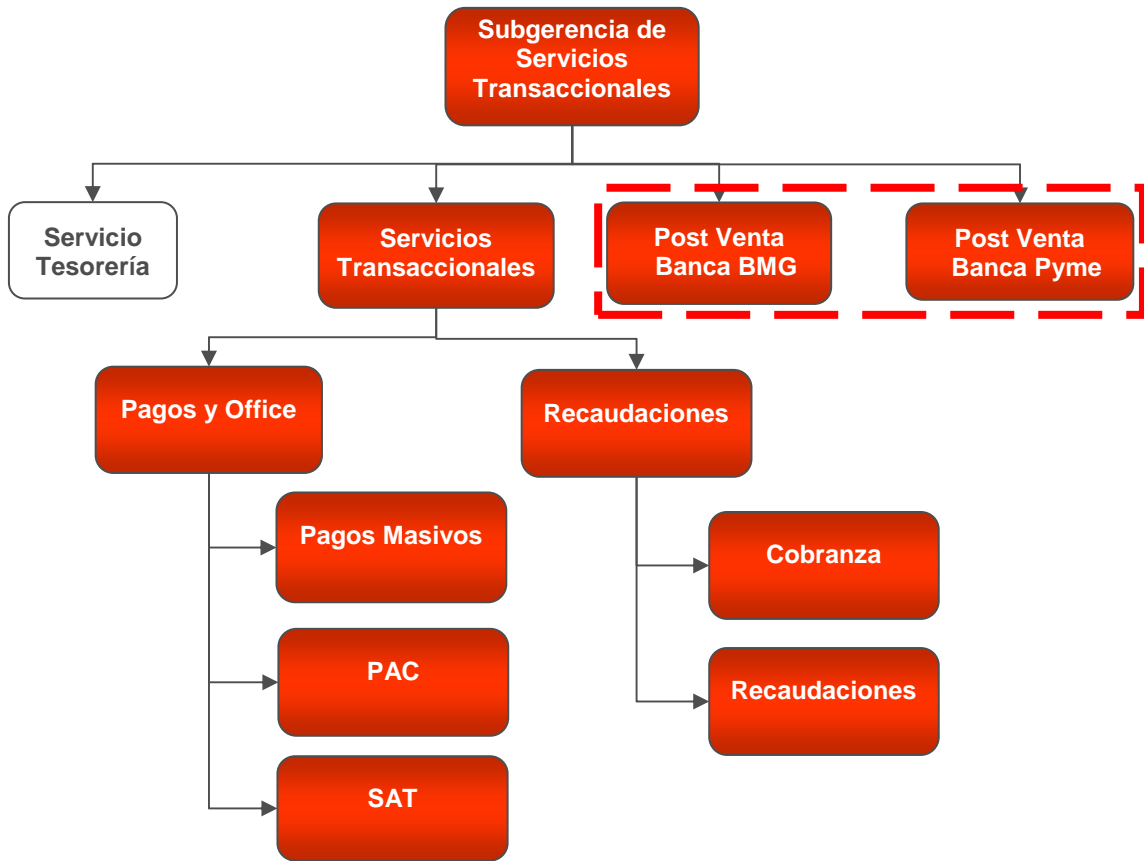 Subgerencia de
Servicios
Transaccionales
Servicio
Tesorería
Servicios
Transaccionales
Post Venta
Banca BMG
Post Venta
Banca Pyme
Pagos y Office
Recaudaciones
Pagos Masivos
Cobranza
PAC
Recaudaciones
SAT